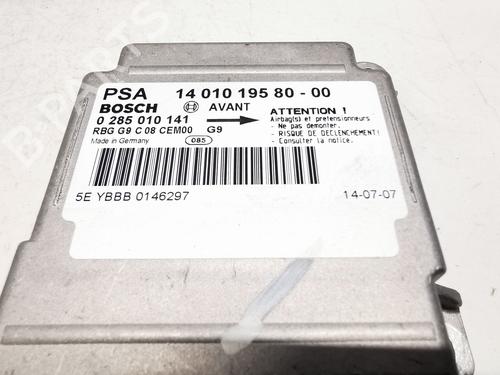 PSA 14 010 195 80 - 00
BOSCH AVANT
0 285 010 141
RBG G9 C 08 CEM00 G9
Made in Germany 085
ATTENTION !
Airbag(s) et pretensionneurs
- Ne pas demonter.
- RISQUE DE DECLENCHEMENT!
- Consulter la notice.
5E YBBB 0146297 14-07-07